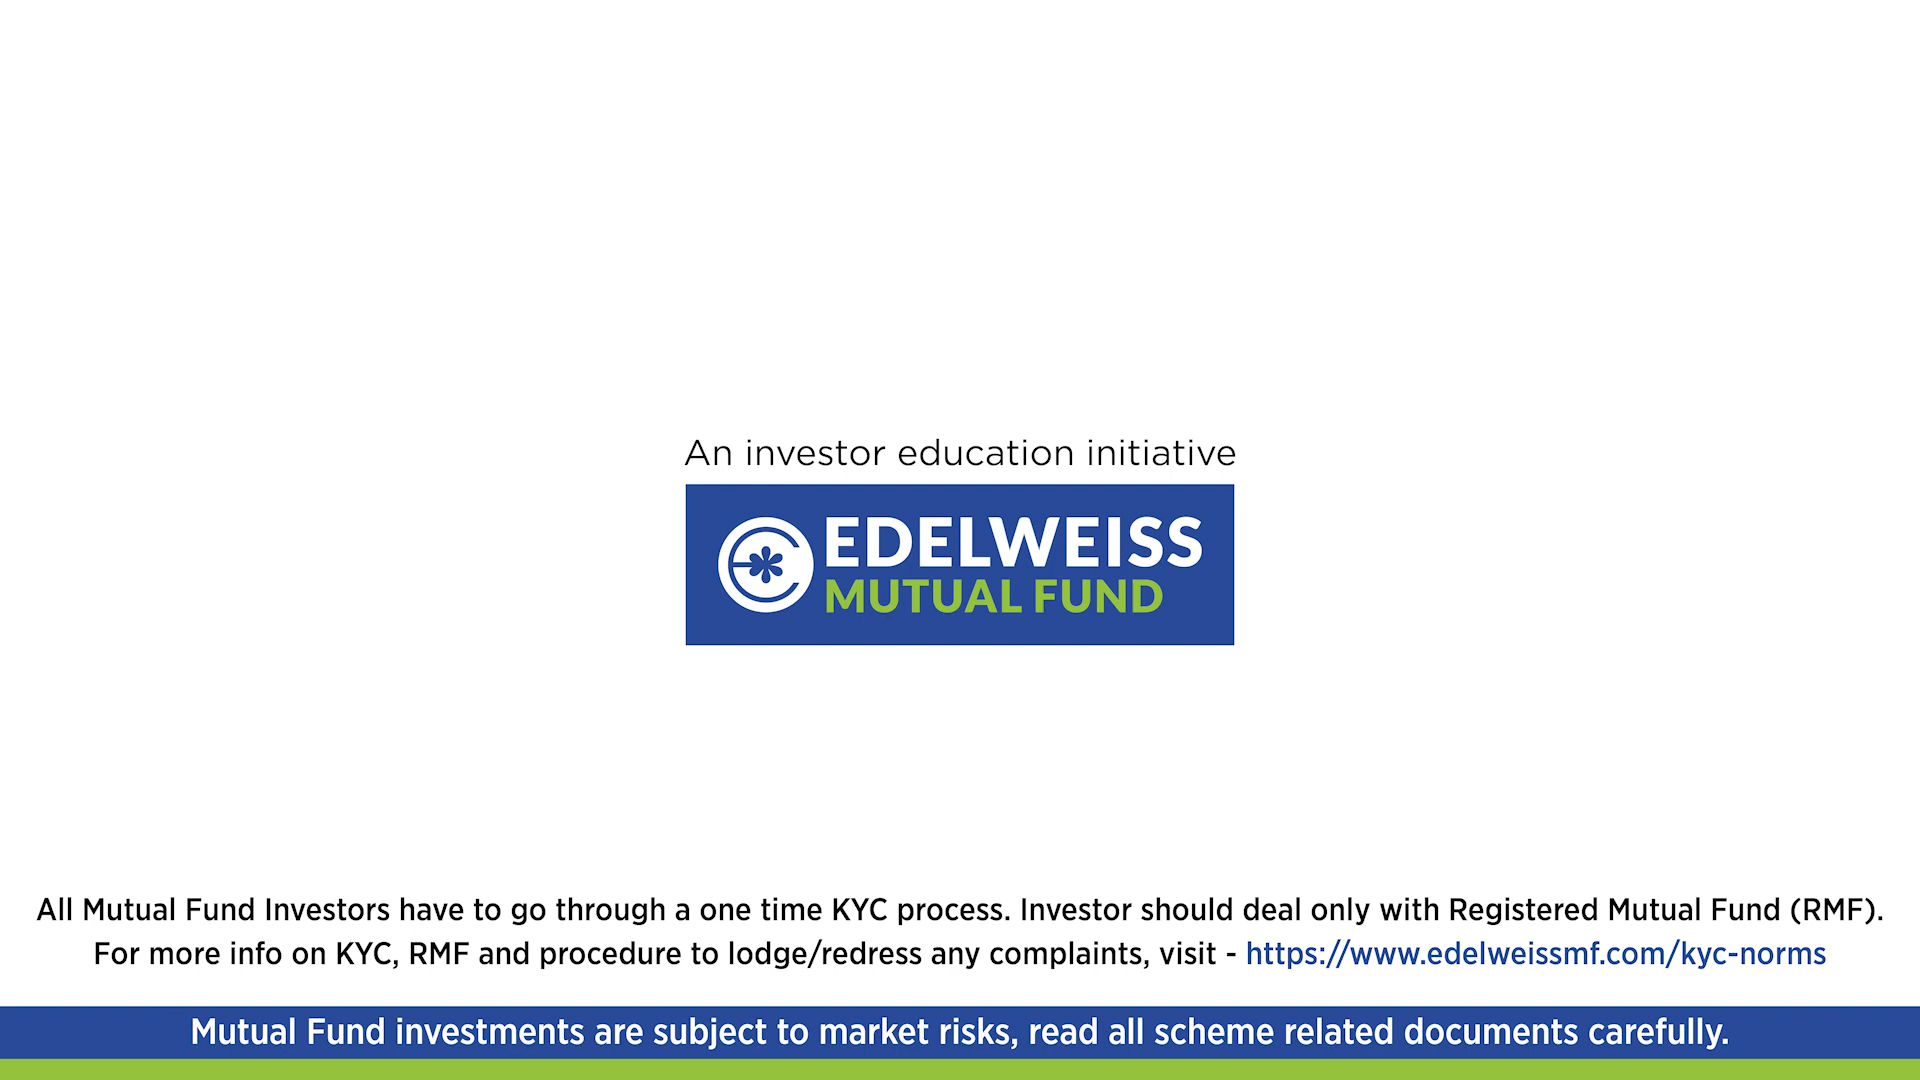 An investor education initiative
EDELWEISS
MUTUAL FUND
All Mutual Fund Investors have to go through a one time KYC process. Investor should deal only with Registered Mutual Fund (RMF).
For more info on KYC, RMF and procedure to lodge/redress any complaints, visit - https://www.edelweissmf.com/kyc-norms
Mutual Fund investments are subject to market risks, read all scheme related documents carefully.